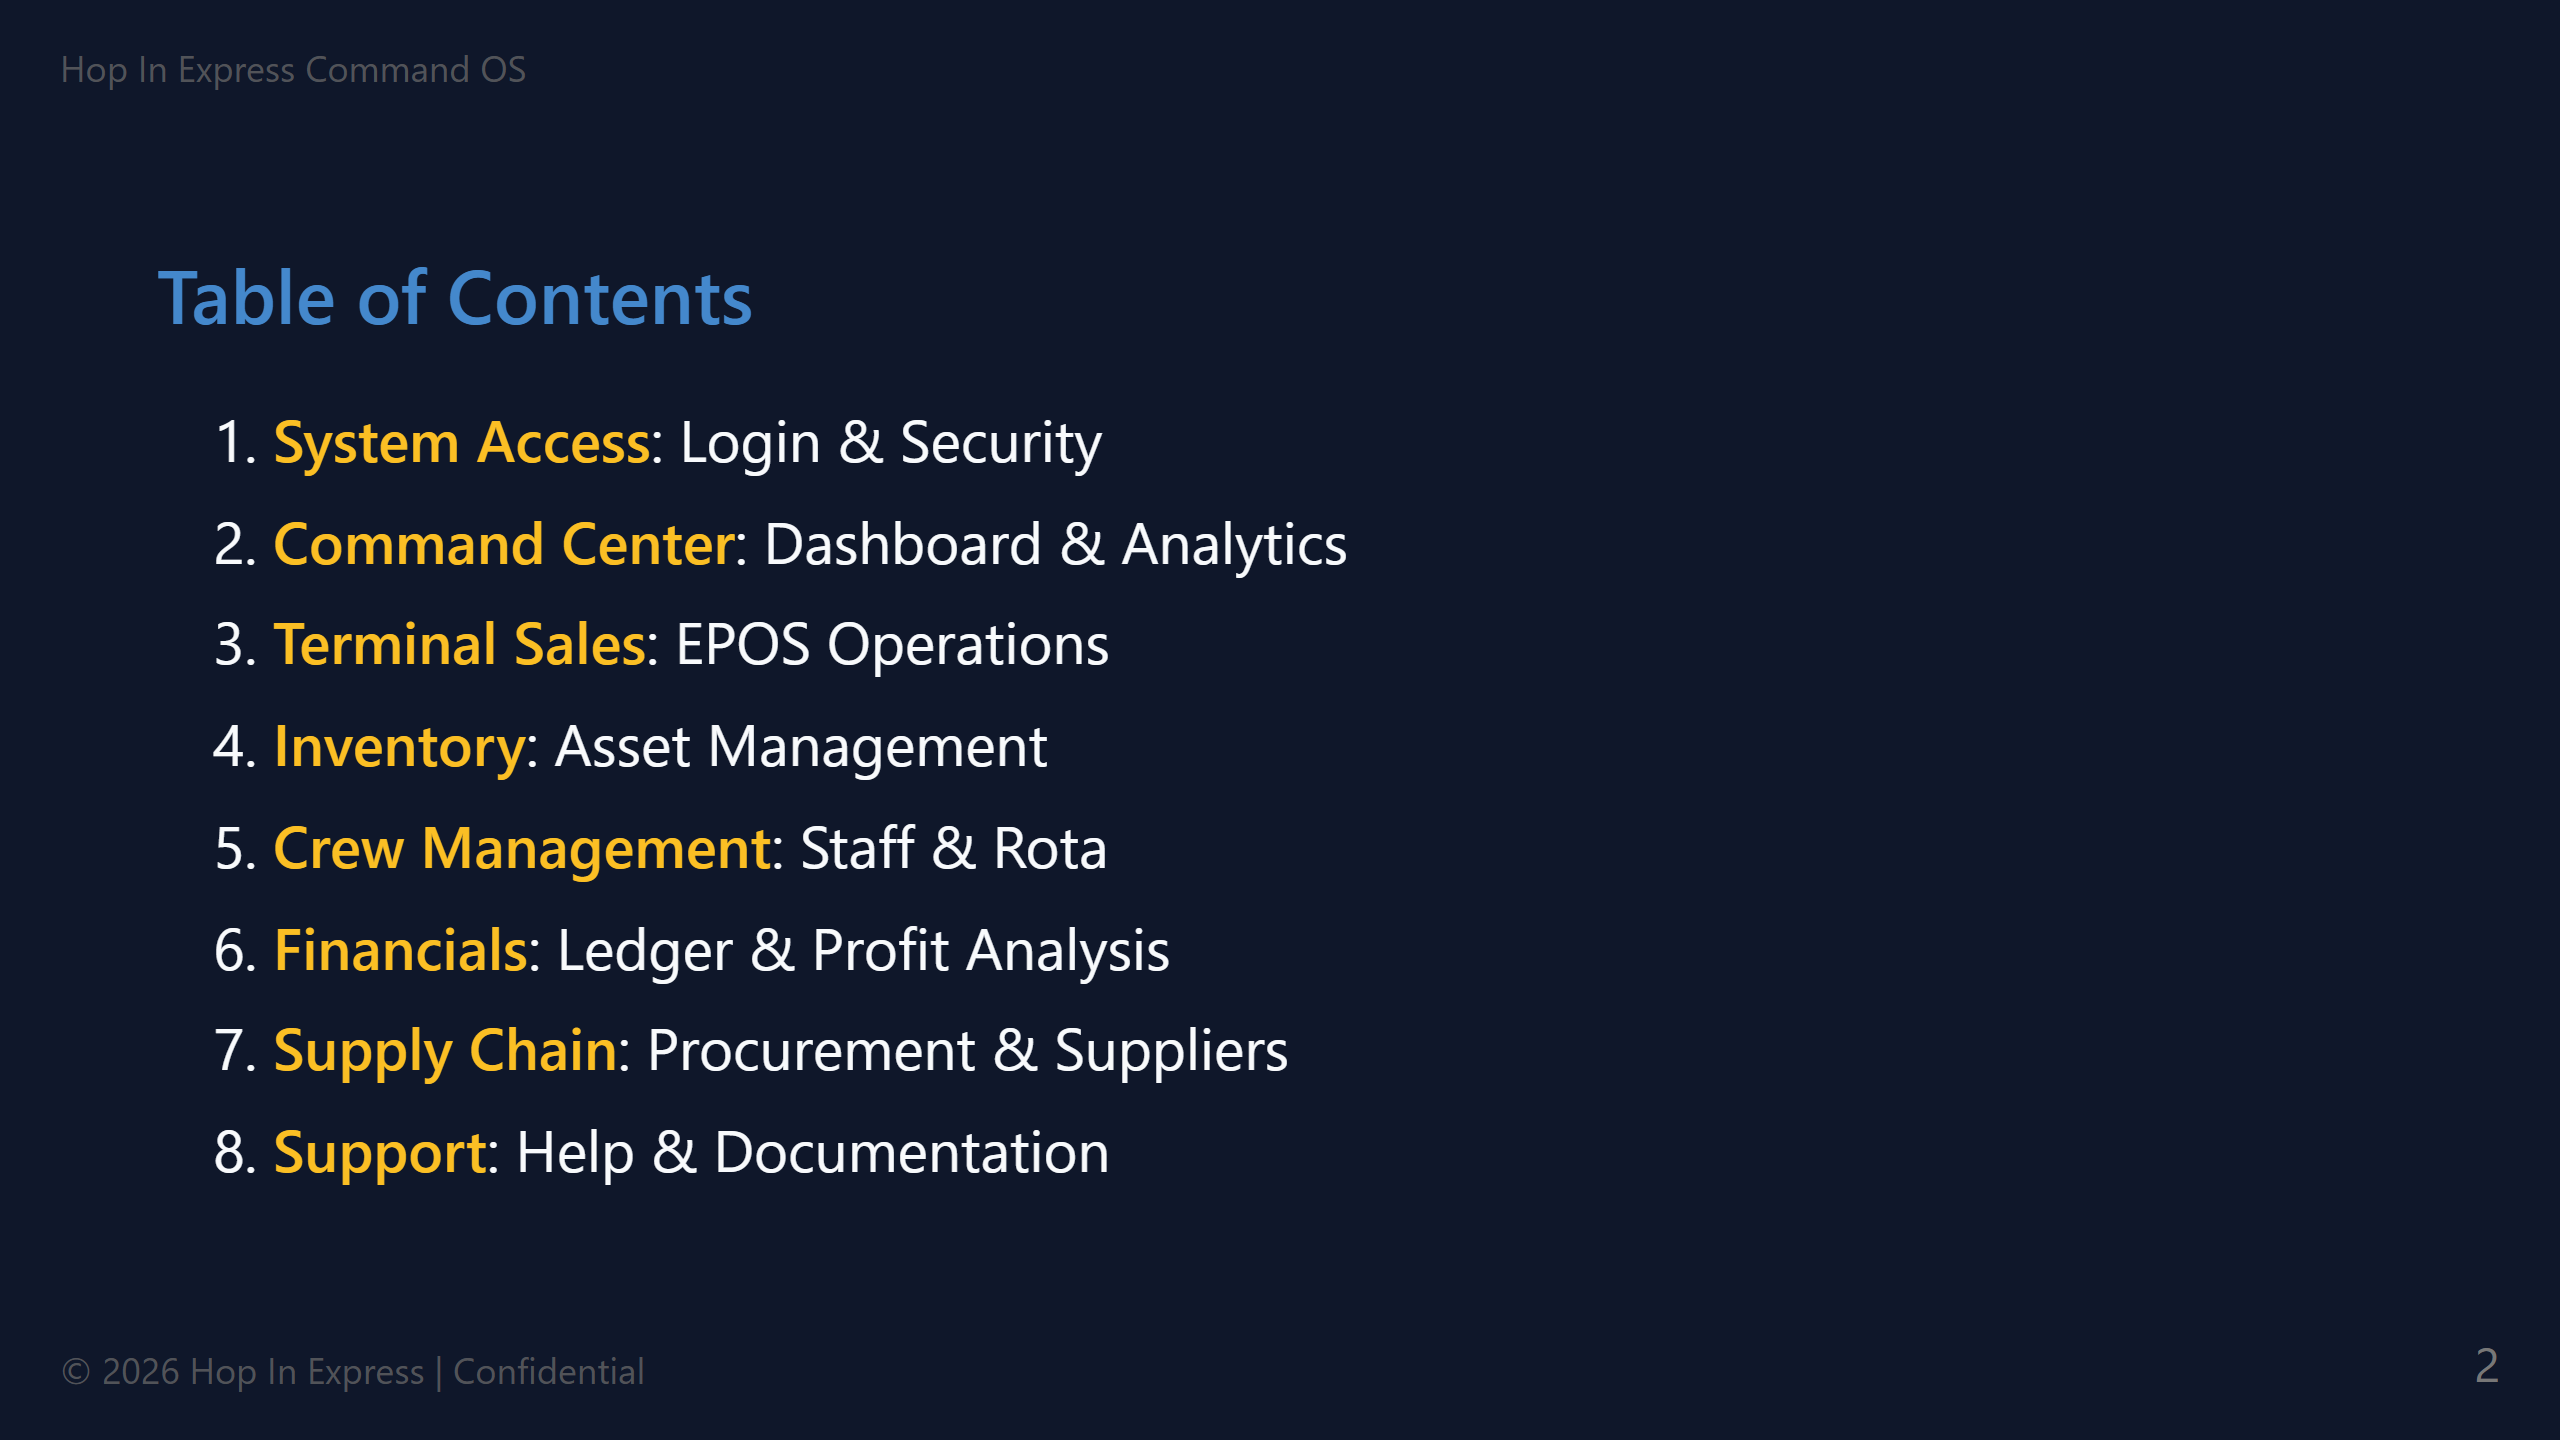 Hop In Express Command OS
Table of Contents
1. System Access: Login & Security
2. Command Center: Dashboard & Analytics
3. Terminal Sales: EPOS Operations
4. Inventory: Asset Management
5. Crew Management: Staff & Rota
6. Financials: Ledger & Profit Analysis
7. Supply Chain: Procurement & Suppliers
8. Support: Help & Documentation
© 2026 Hop In Express | Confidential
2